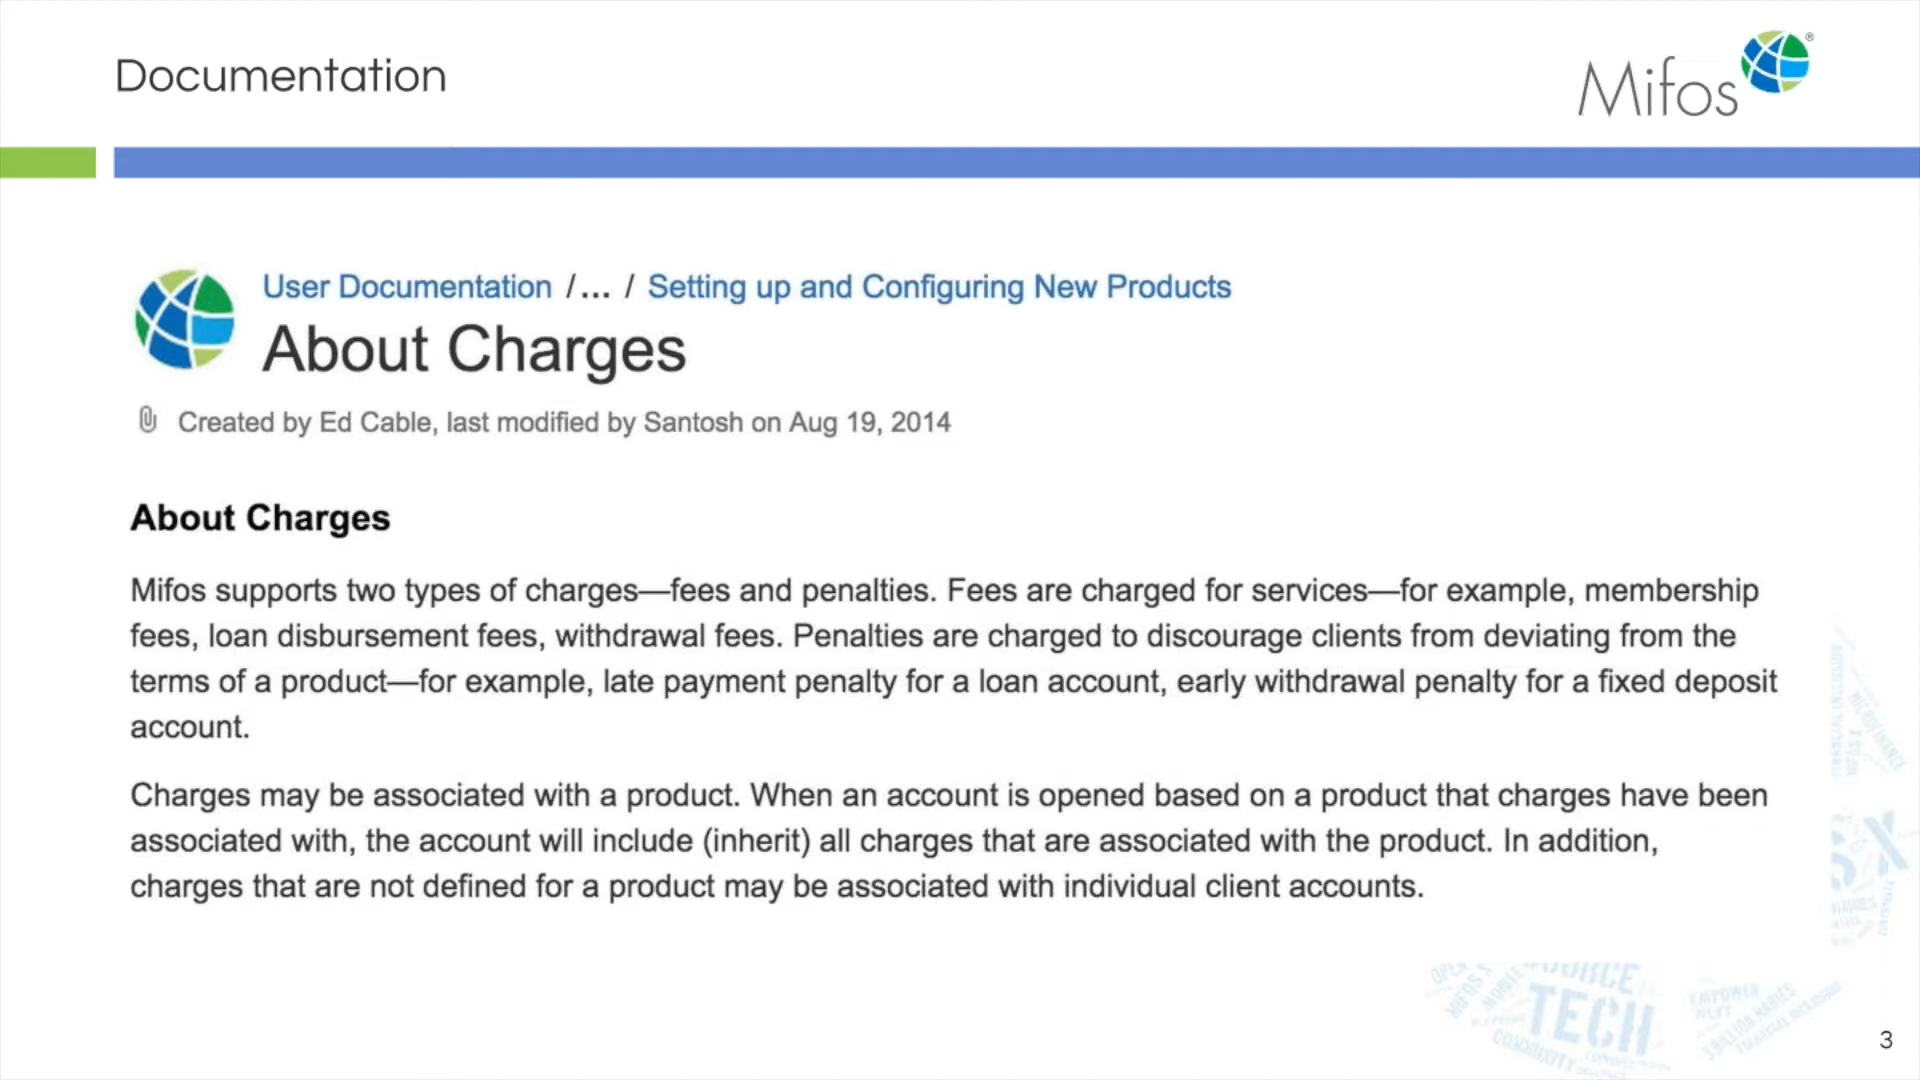 Documentation
Mifos®
User Documentation /... / Setting up and Configuring New Products
About Charges
Created by Ed Cable, last modified by Santosh on Aug 19, 2014
About Charges
Mifos supports two types of charges—fees and penalties. Fees are charged for services—for example, membership
fees, loan disbursement fees, withdrawal fees. Penalties are charged to discourage clients from deviating from the
terms of a product—for example, late payment penalty for a loan account, early withdrawal penalty for a fixed deposit
account.
Charges may be associated with a product. When an account is opened based on a product that charges have been
associated with, the account will include (inherit) all charges that are associated with the product. In addition,
charges that are not defined for a product may be associated with individual client accounts.
TECH
COMMUNITY
EMPOWER
3